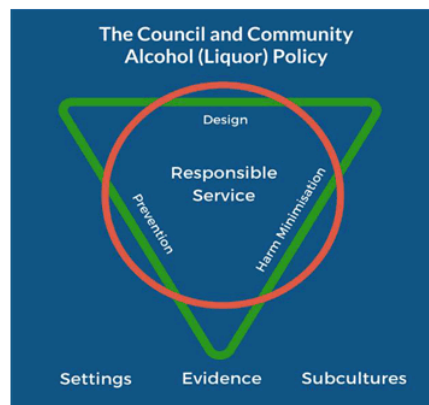 The Council and Community
Alcohol (Liquor) Policy
Design
Responsible
Service
Prevention
Harm Minimisation
Settings
Evidence
Subcultures